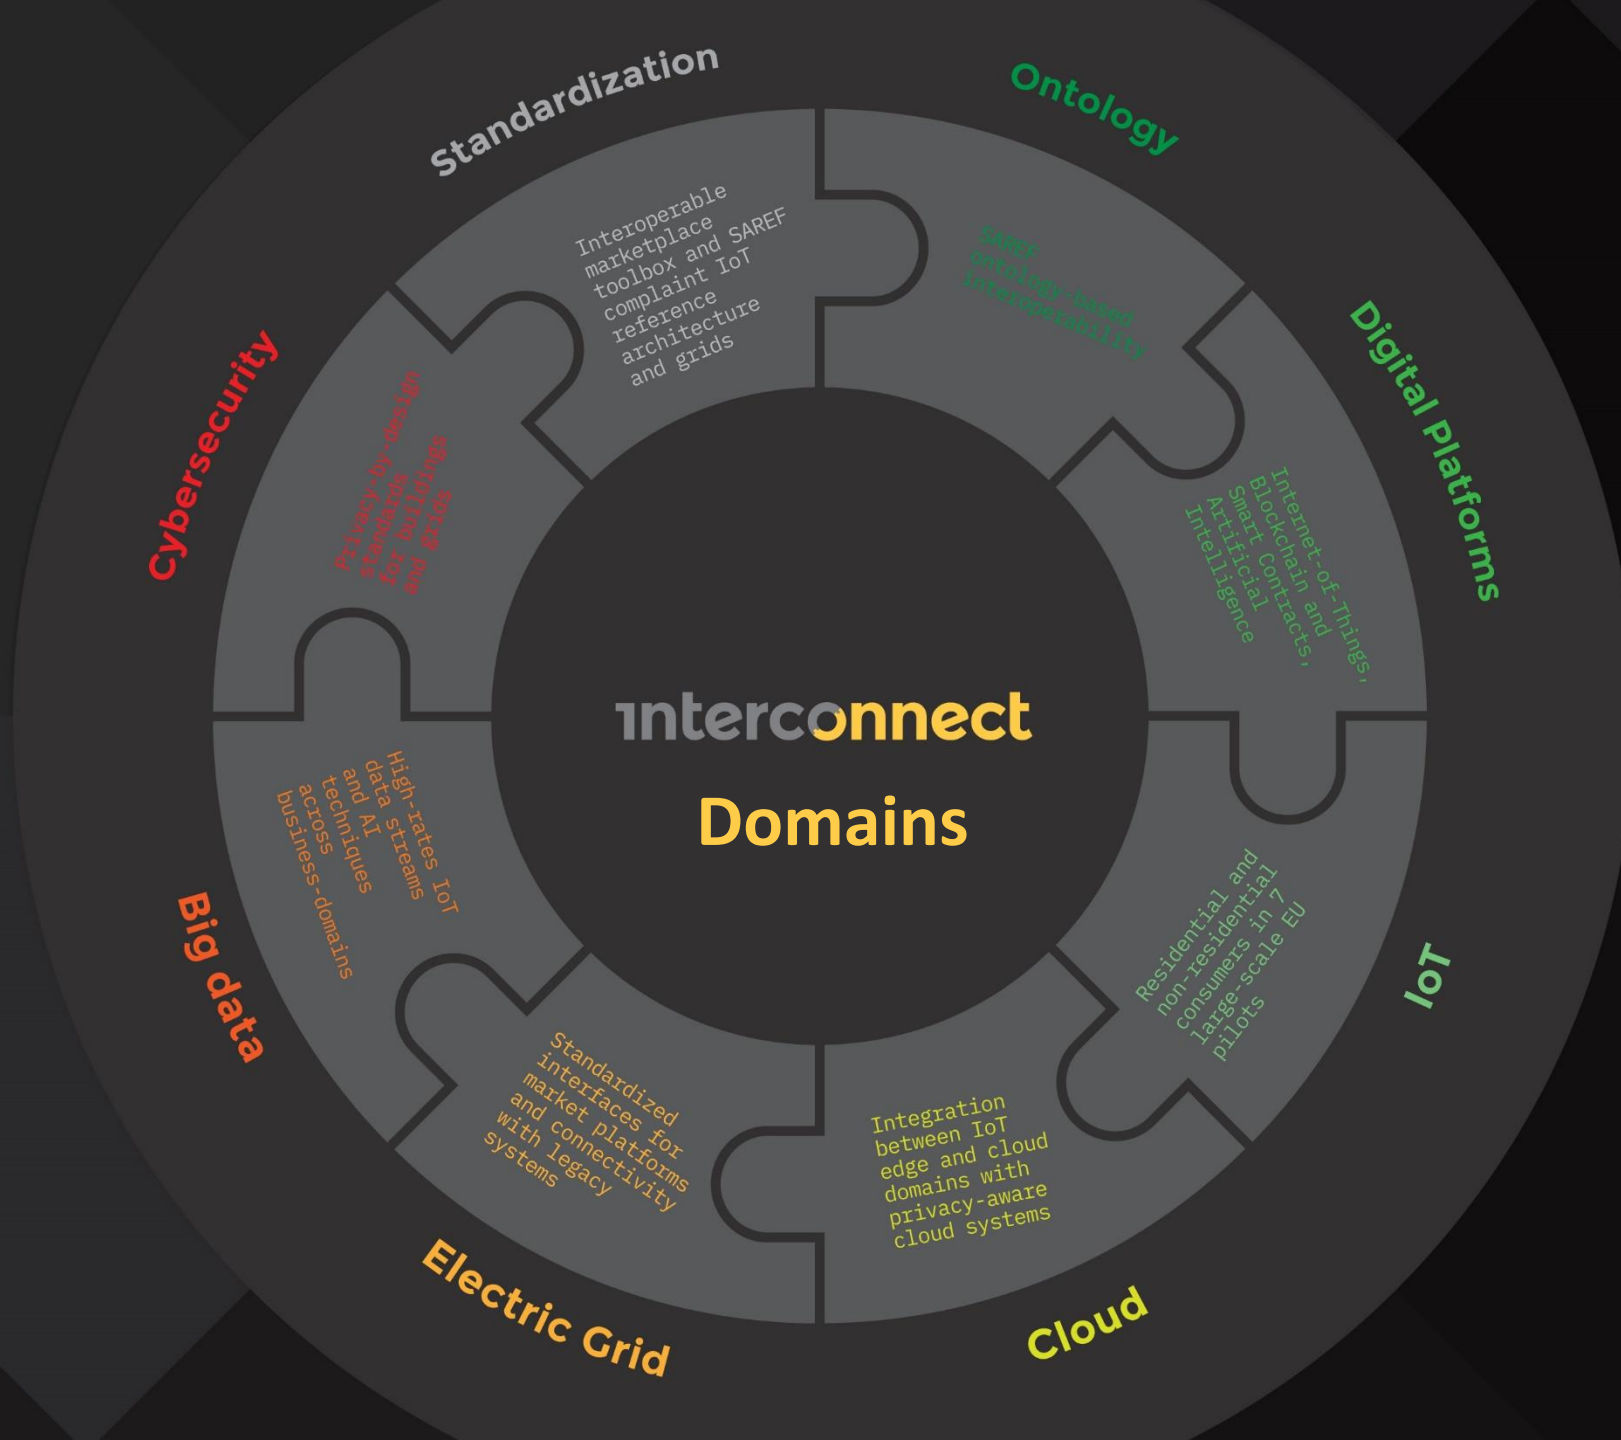 Standardization
Interoperable
marketplace
toolbox and SAREF
complaint IoT
reference
architecture
and grids
Ontology
SAREF
ontology-based
interoperability
Digital Platforms
Internet-of-Things,
Blockchain and
Smart Contracts,
Artificial
Intelligence
IoT
Residential and
non-residential
consumers in 7
large-scale EU
pilots
Cloud
Integration
between IoT
edge and cloud
domains with
privacy-aware
cloud systems
Electric Grid
Standardized
interfaces for
market platforms
and connectivity
with legacy
systems
Big data
High-rates IoT
data streams
and AI
techniques
across
business-domains
Cybersecurity
Privacy-by-design
standards
for buildings
and grids
interconnect
Domains